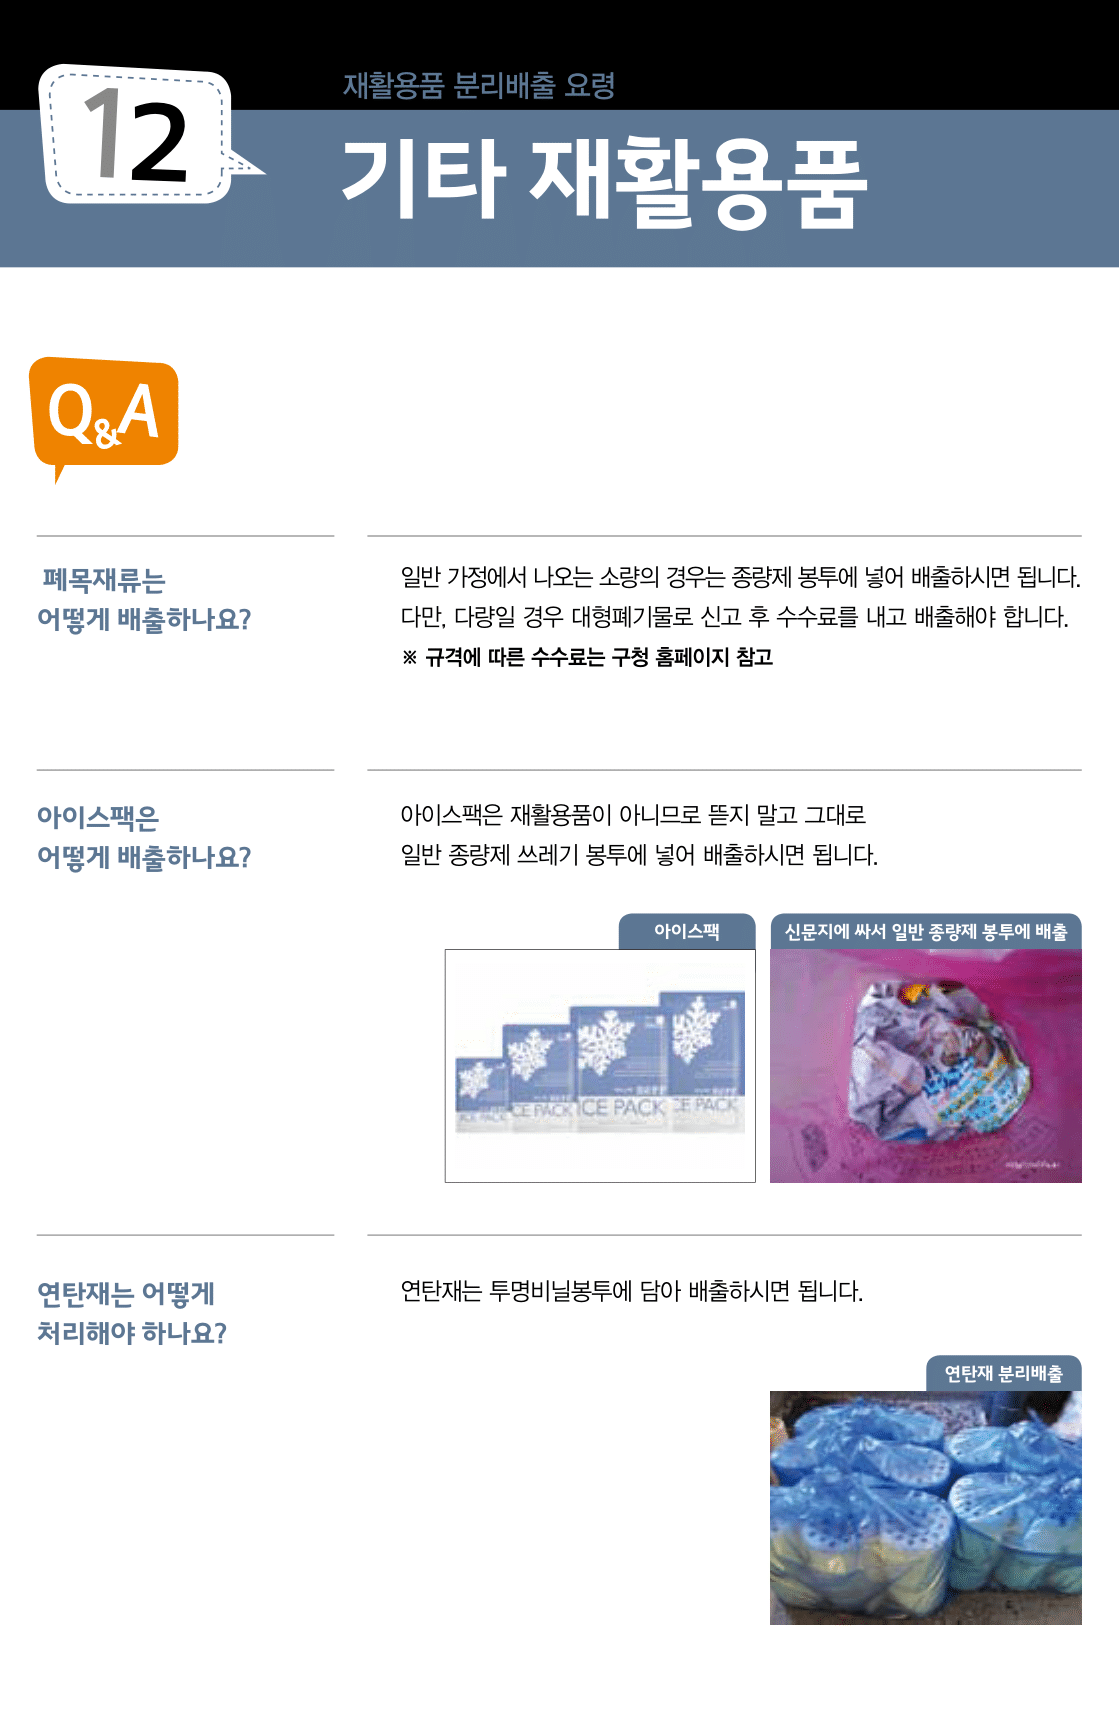 12
재활용품 분리배출 요령
기타 재활용품
Q&A
폐목재류는
어떻게 배출하나요?
일반 가정에서 나오는 소량의 경우는 종량제 봉투에 넣어 배출하시면 됩니다.
다만, 다량일 경우 대형폐기물로 신고 후 수수료를 내고 배출해야 합니다.
※ 규격에 따른 수수료는 구청 홈페이지 참고
아이스팩은
어떻게 배출하나요?
아이스팩은 재활용품이 아니므로 뜯지 말고 그대로
일반 종량제 쓰레기 봉투에 넣어 배출하시면 됩니다.
아이스팩
신문지에 싸서 일반 종량제 봉투에 배출
ICE PACK
ICE PACK
ICE PACK
ICE PACK
연탄재는 어떻게
처리해야 하나요?
연탄재는 투명비닐봉투에 담아 배출하시면 됩니다.
연탄재 분리배출